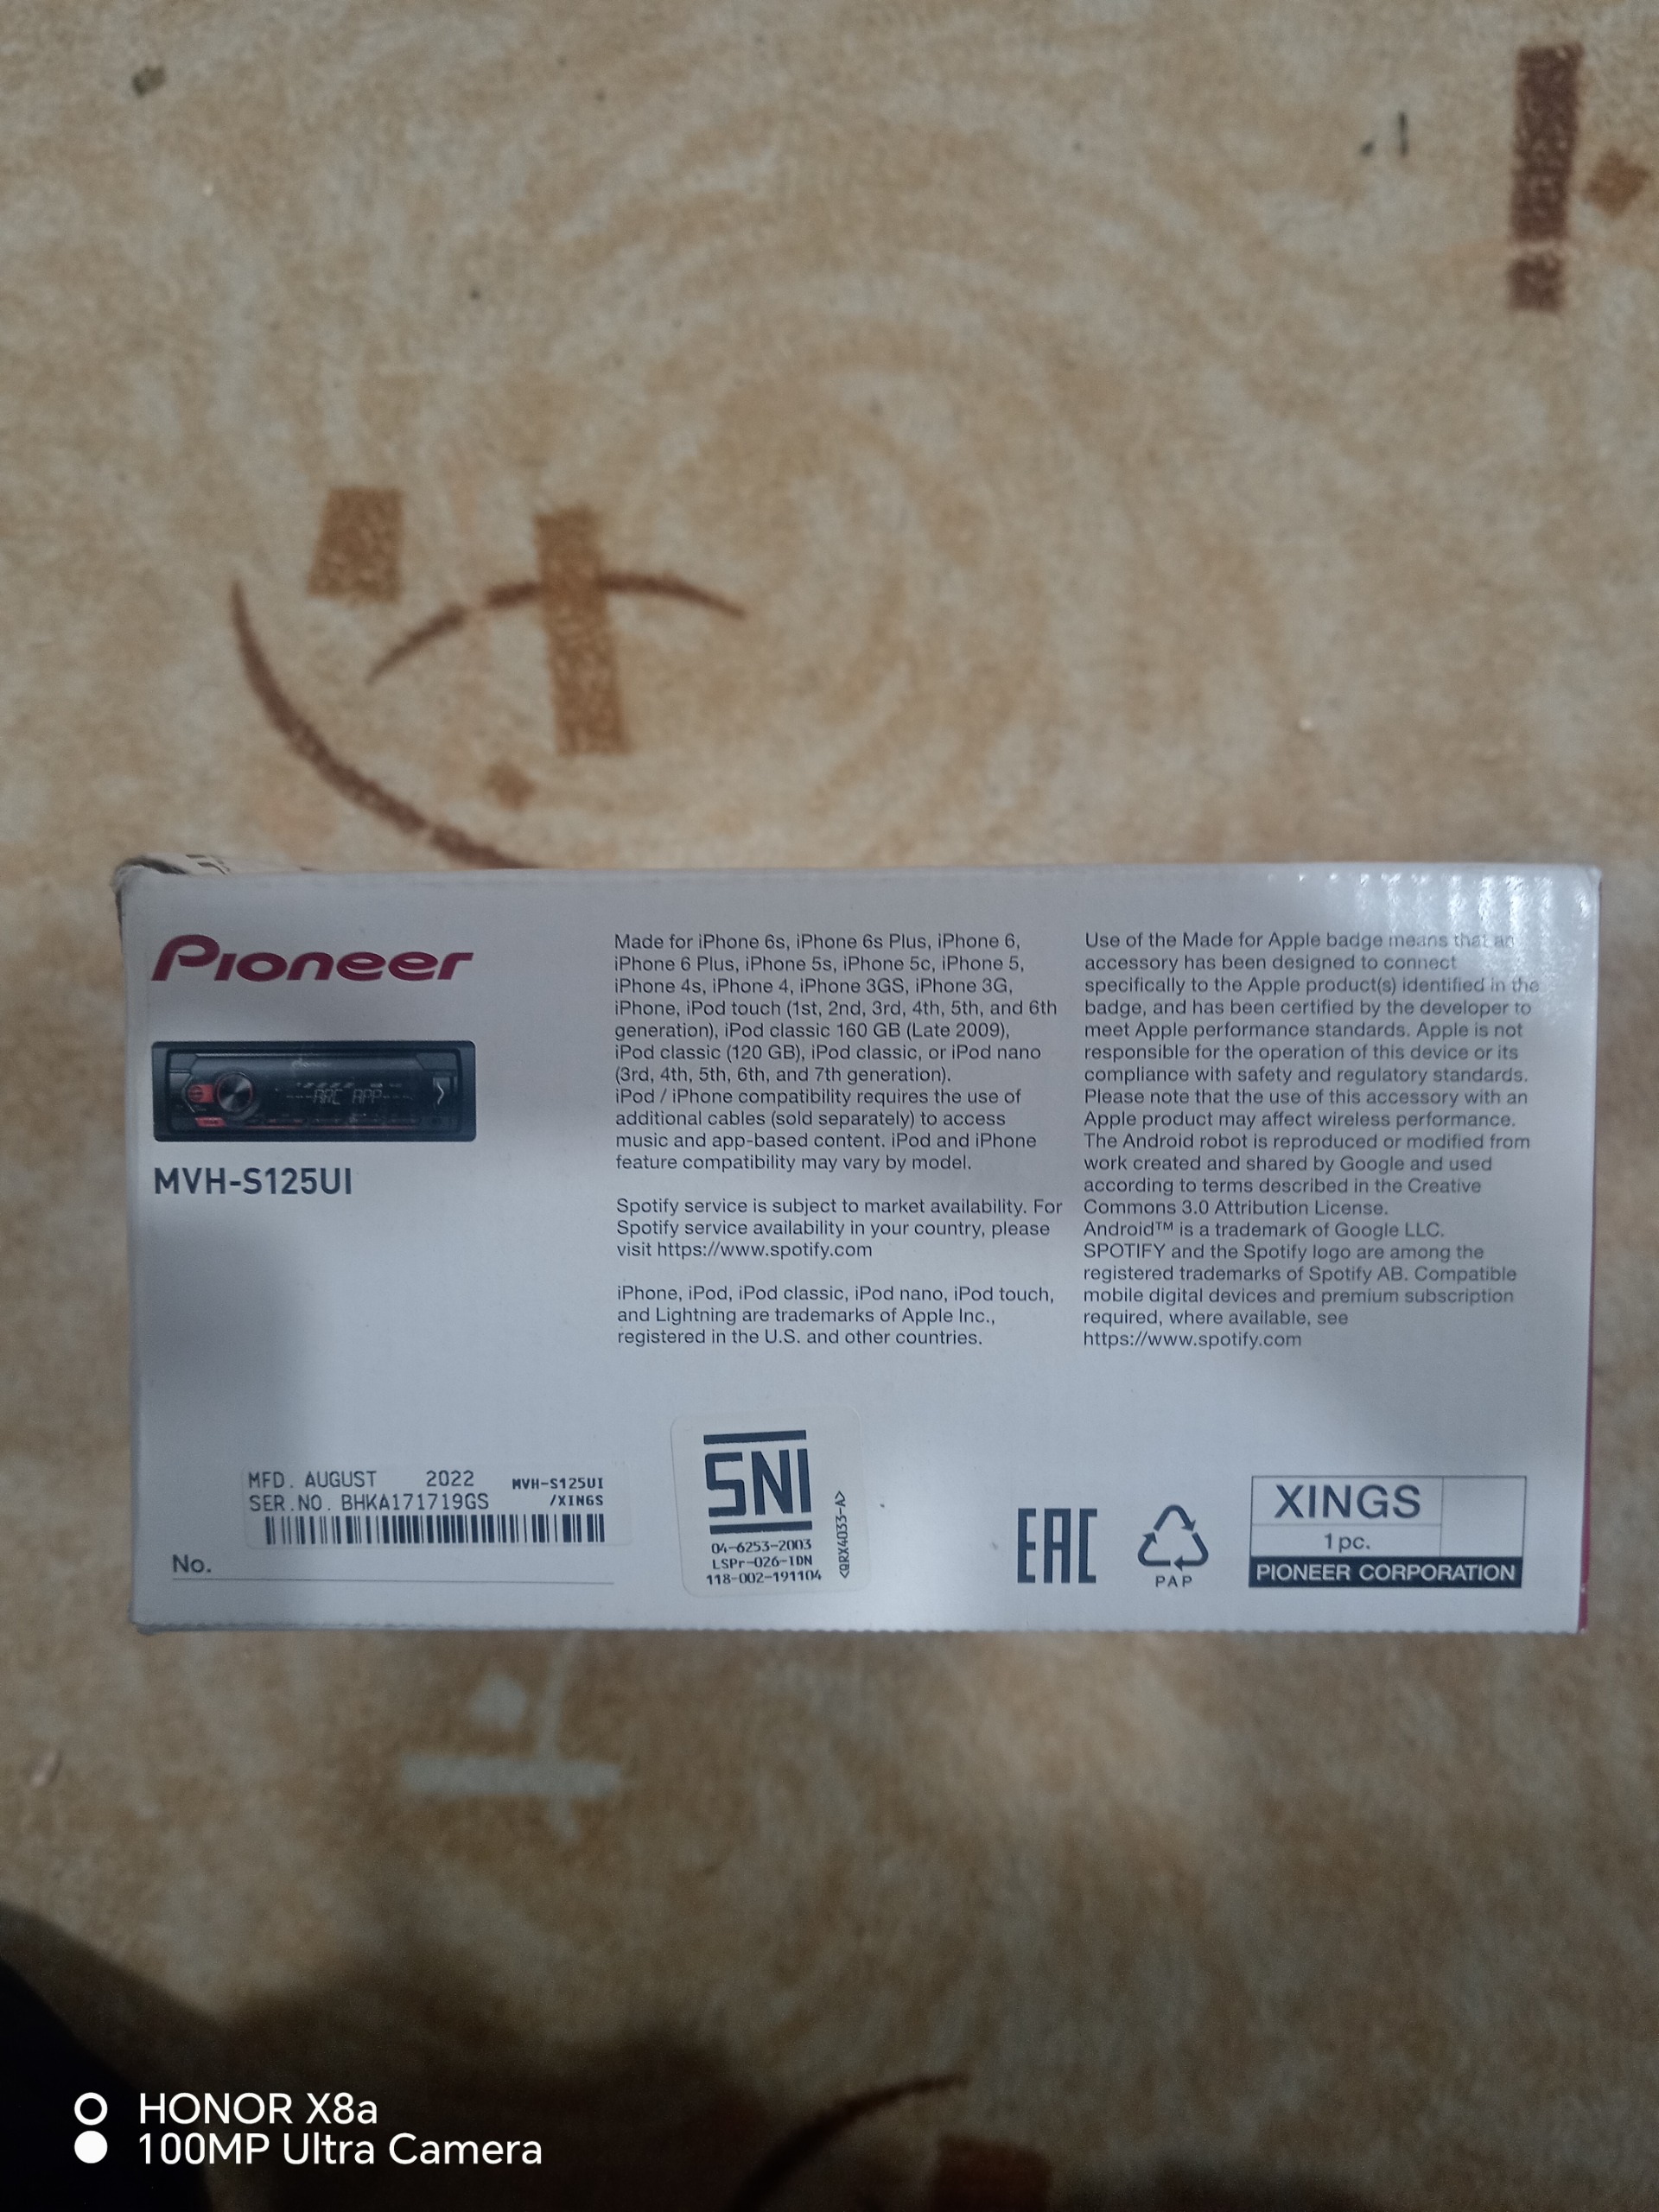 Pioneer
ARC APP
MVH-S125UI
Made for iPhone 6s, iPhone 6s Plus, iPhone 6,
iPhone 6 Plus, iPhone 5s, iPhone 5c, iPhone 5,
iPhone 4s, iPhone 4, iPhone 3GS, iPhone 3G,
iPhone, iPod touch (1st, 2nd, 3rd, 4th, 5th, and 6th
generation), iPod classic 160 GB (Late 2009),
iPod classic (120 GB), iPod classic, or iPod nano
(3rd, 4th, 5th, 6th, and 7th generation).
iPod / iPhone compatibility requires the use of
additional cables (sold separately) to access
music and app-based content. iPod and iPhone
feature compatibility may vary by model.
Spotify service is subject to market availability. For
Spotify service availability in your country, please
visit https://www.spotify.com
iPhone, iPod, iPod classic, iPod nano, iPod touch,
and Lightning are trademarks of Apple Inc.,
registered in the U.S. and other countries.
Use of the Made for Apple badge means that an
accessory has been designed to connect
specifically to the Apple product(s) identified in the
badge, and has been certified by the developer to
meet Apple performance standards. Apple is not
responsible for the operation of this device or its
compliance with safety and regulatory standards.
Please note that the use of this accessory with an
Apple product may affect wireless performance.
The Android robot is reproduced or modified from
work created and shared by Google and used
according to terms described in the Creative
Commons 3.0 Attribution License.
Android™ is a trademark of Google LLC.
SPOTIFY and the Spotify logo are among the
registered trademarks of Spotify AB. Compatible
mobile digital devices and premium subscription
required, where available, see
https://www.spotify.com
MFD. AUGUST 2022 MVH-S125UI
SER.NO. BHKA171719GS /XINGS
No.
SNI
04-6253-2003
LSPr-026-IDN
118-002-191104
<QRX4033-A>
EAC
PAP
XINGS
1 pc.
PIONEER CORPORATION
HONOR X8a
100MP Ultra Camera